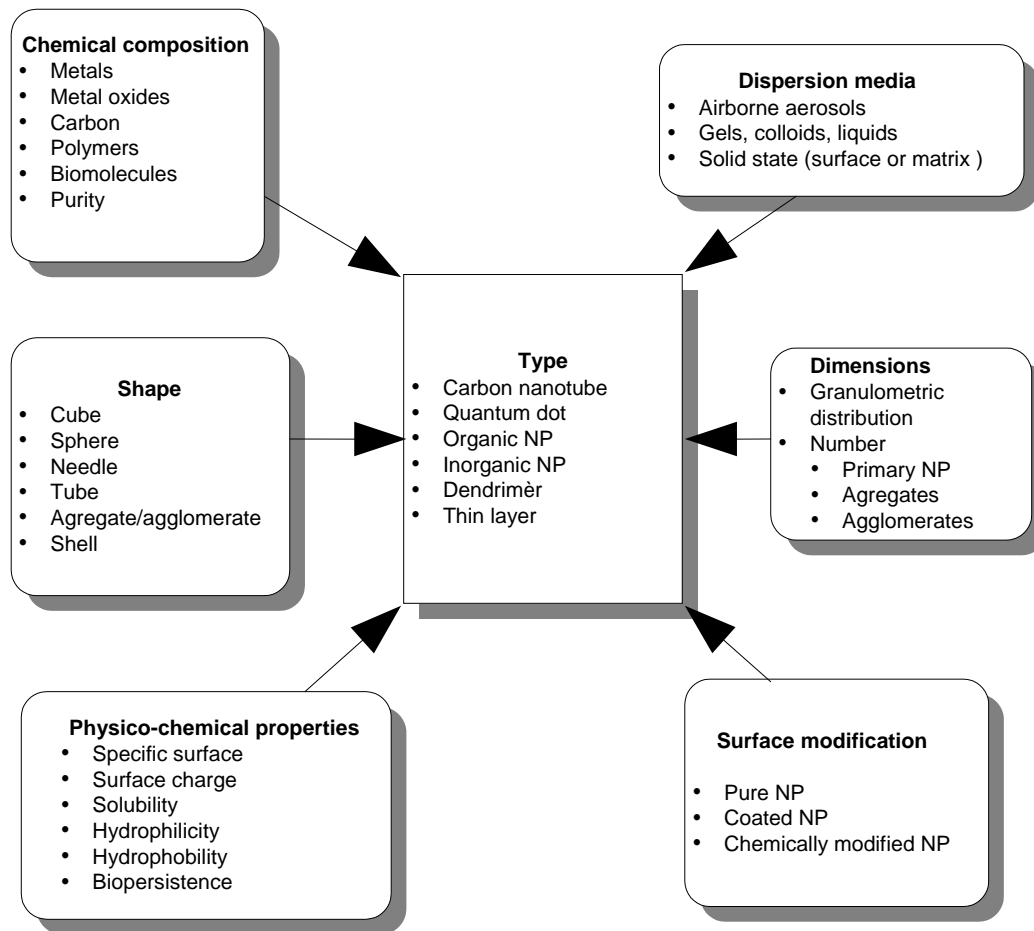 Chemical composition
• Metals
• Metal oxides
• Carbon
• Polymers
• Biomolecules
• Purity
Dispersion media
• Airborne aerosols
• Gels, colloids, liquids
• Solid state (surface or matrix )
Shape
• Cube
• Sphere
• Needle
• Tube
• Agregate/agglomerate
• Shell
Type
• Carbon nanotube
• Quantum dot
• Organic NP
• Inorganic NP
• Dendrimèr
• Thin layer
Dimensions
• Granulometric
distribution
• Number
• Primary NP
• Agregates
• Agglomerates
Physico-chemical properties
• Specific surface
• Surface charge
• Solubility
• Hydrophilicity
• Hydrophobility
• Biopersistence
Surface modification
• Pure NP
• Coated NP
• Chemically modified NP